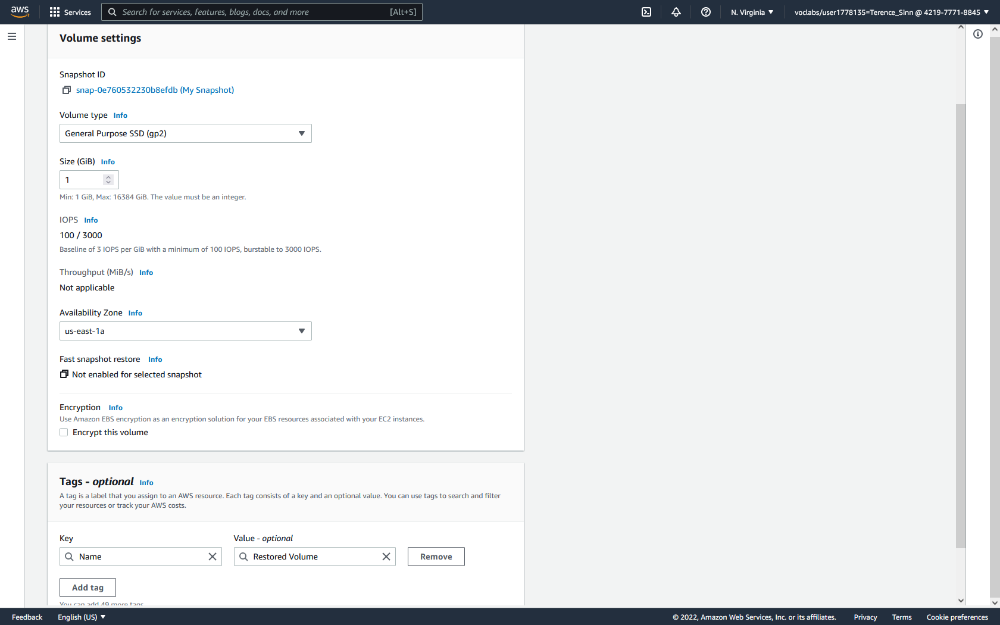 aws
Services
Search for services, features, blogs, docs, and more
[Alt+S]
N. Virginia
voclabs/user1778135=Terence_Sinn @ 4219-7771-8845
Volume settings
Snapshot ID
snap-0e760532230b8efdb (My Snapshot)
Volume type Info
General Purpose SSD (gp2)
Size (GiB) Info
1
Min: 1 GiB, Max: 16384 GiB. The value must be an integer.
IOPS Info
100 / 3000
Baseline of 3 IOPS per GiB with a minimum of 100 IOPS, burstable to 3000 IOPS.
Throughput (MiB/s) Info
Not applicable
Availability Zone Info
us-east-1a
Fast snapshot restore Info
Not enabled for selected snapshot
Encryption Info
Use Amazon EBS encryption as an encryption solution for your EBS resources associated with your EC2 instances.
Encrypt this volume
Tags - optional Info
A tag is a label that you assign to an AWS resource. Each tag consists of a key and an optional value. You can use tags to search and filter
your resources or track your AWS costs.
Key
Value - optional
Name
Restored Volume
Remove
Add tag
You can add 49 more tags
Feedback
English (US)
© 2022, Amazon Web Services, Inc. or its affiliates.
Privacy
Terms
Cookie preferences